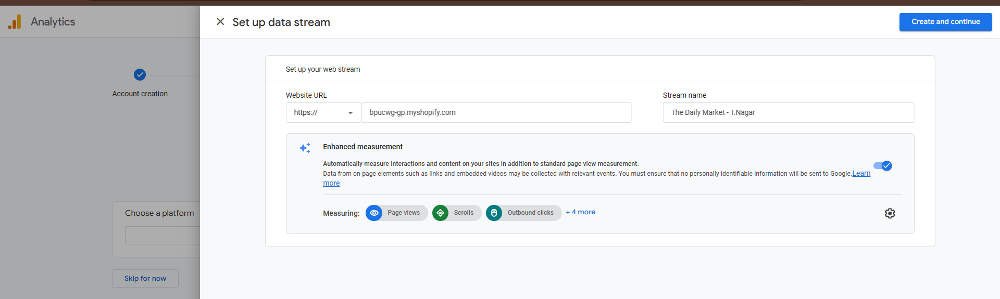 Analytics
Set up data stream
Create and continue
Account creation
Set up your web stream
Website URL
Stream name
https://
bpucwg-gp.myshopify.com
The Daily Market - T.Nagar
Enhanced measurement
Automatically measure interactions and content on your sites in addition to standard page view measurement.
Data from on-page elements such as links and embedded videos may be collected with relevant events. You must ensure that no personally identifiable information will be sent to Google.Learn
more
Measuring: Page views Scrolls Outbound clicks + 4 more
Choose a platform
Skip for now